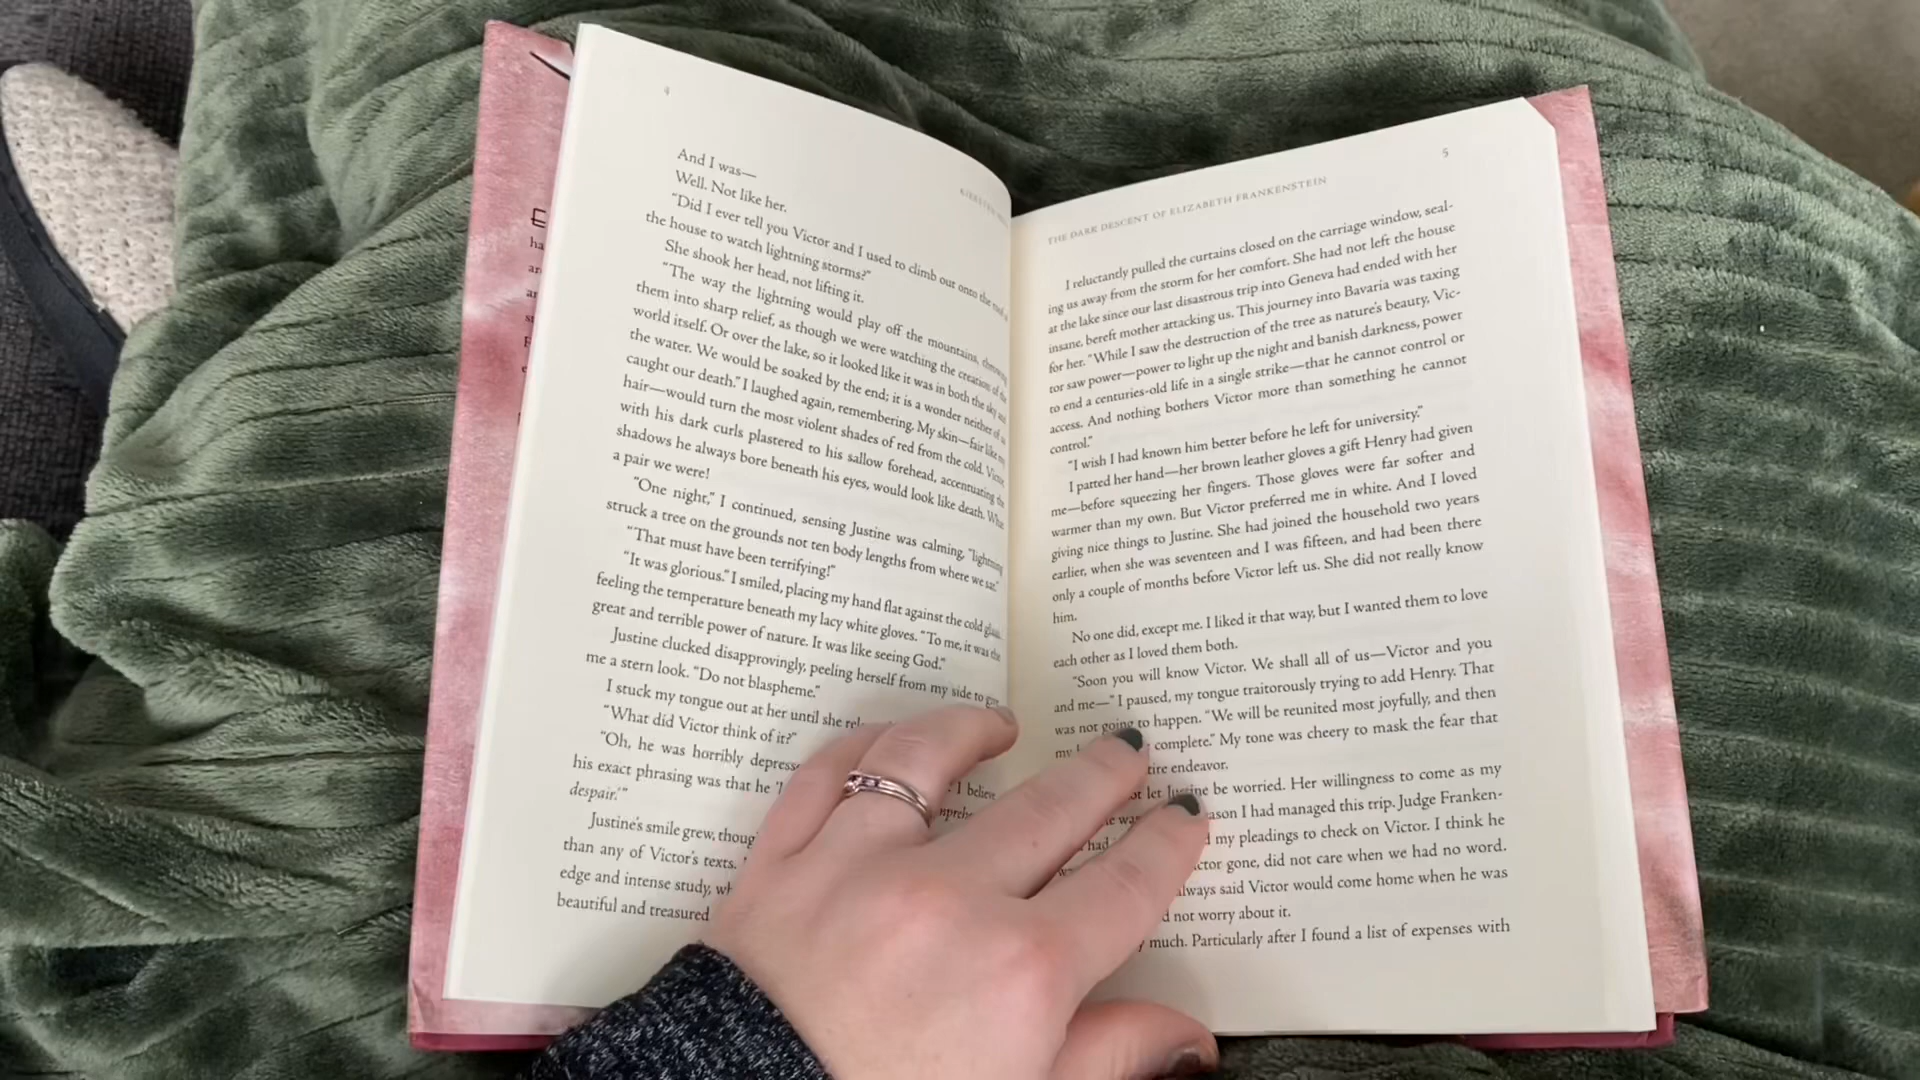 4
KIERSTEN
And I was—
Well. Not like her.
“Did I ever tell you Victor and I used to climb out onto the roof of
the house to watch lightning storms?”
She shook her head, not lifting it.
“The way the lightning would play off the mountains, throwing
them into sharp relief, as though we were watching the creation of the
world itself. Or over the lake, so it looked like it was in both the sky and
the water. We would be soaked by the end; it is a wonder neither of us
caught our death.” I laughed again, remembering. My skin—fair like my
hair—would turn the most violent shades of red from the cold. Victor,
with his dark curls plastered to his sallow forehead, accentuating the
shadows he always bore beneath his eyes, would look like death. What
a pair we were!
“One night,” I continued, sensing Justine was calming, “lightning
struck a tree on the grounds not ten body lengths from where we sat.”
“That must have been terrifying!”
“It was glorious.” I smiled, placing my hand flat against the cold glass,
feeling the temperature beneath my lacy white gloves. “To me, it was the
great and terrible power of nature. It was like seeing God.”
Justine clucked disapprovingly, peeling herself from my side to give
me a stern look. “Do not blaspheme.”
I stuck my tongue out at her until she
“What did Victor think of it?”
“Oh, he was horribly I believe
his exact phrasing was that he
despair.’”
Justine’s smile grew,
than any of Victor’s texts.
edge and intense study,
beautiful and treasured
5
THE DARK DESCENT OF ELIZABETH FRANKENSTEIN
I reluctantly pulled the curtains closed on the carriage window, seal-
ing us away from the storm for her comfort. She had not left the house
at the lake since our last disastrous trip into Geneva had ended with her
insane, bereft mother attacking us. This journey into Bavaria was taxing
for her. “While I saw the destruction of the tree as nature’s beauty, Vic-
tor saw power—power to light up the night and banish darkness, power
to end a centuries-old life in a single strike—that he cannot control or
access. And nothing bothers Victor more than something he cannot
control.”
“I wish I had known him better before he left for university.”
I patted her hand—her brown leather gloves a gift Henry had given
me—before squeezing her fingers. Those gloves were far softer and
warmer than my own. But Victor preferred me in white. And I loved
giving nice things to Justine. She had joined the household two years
earlier, when she was seventeen and I was fifteen, and had been there
only a couple of months before Victor left us. She did not really know
him.
No one did, except me. I liked it that way, but I wanted them to love
each other as I loved them both.
“Soon you will know Victor. We shall all of us—Victor and you
and me—” I paused, my tongue traitorously trying to add Henry. That
was not going to happen. “We will be reunited most joyfully, and then
my complete.” My tone was cheery to mask the fear that
endeavor.
let Justine be worried. Her willingness to come as my
I had managed this trip. Judge Franken-
had my pleadings to check on Victor. I think he
gone, did not care when we had no word.
always said Victor would come home when he was
not worry about it.
much. Particularly after I found a list of expenses with